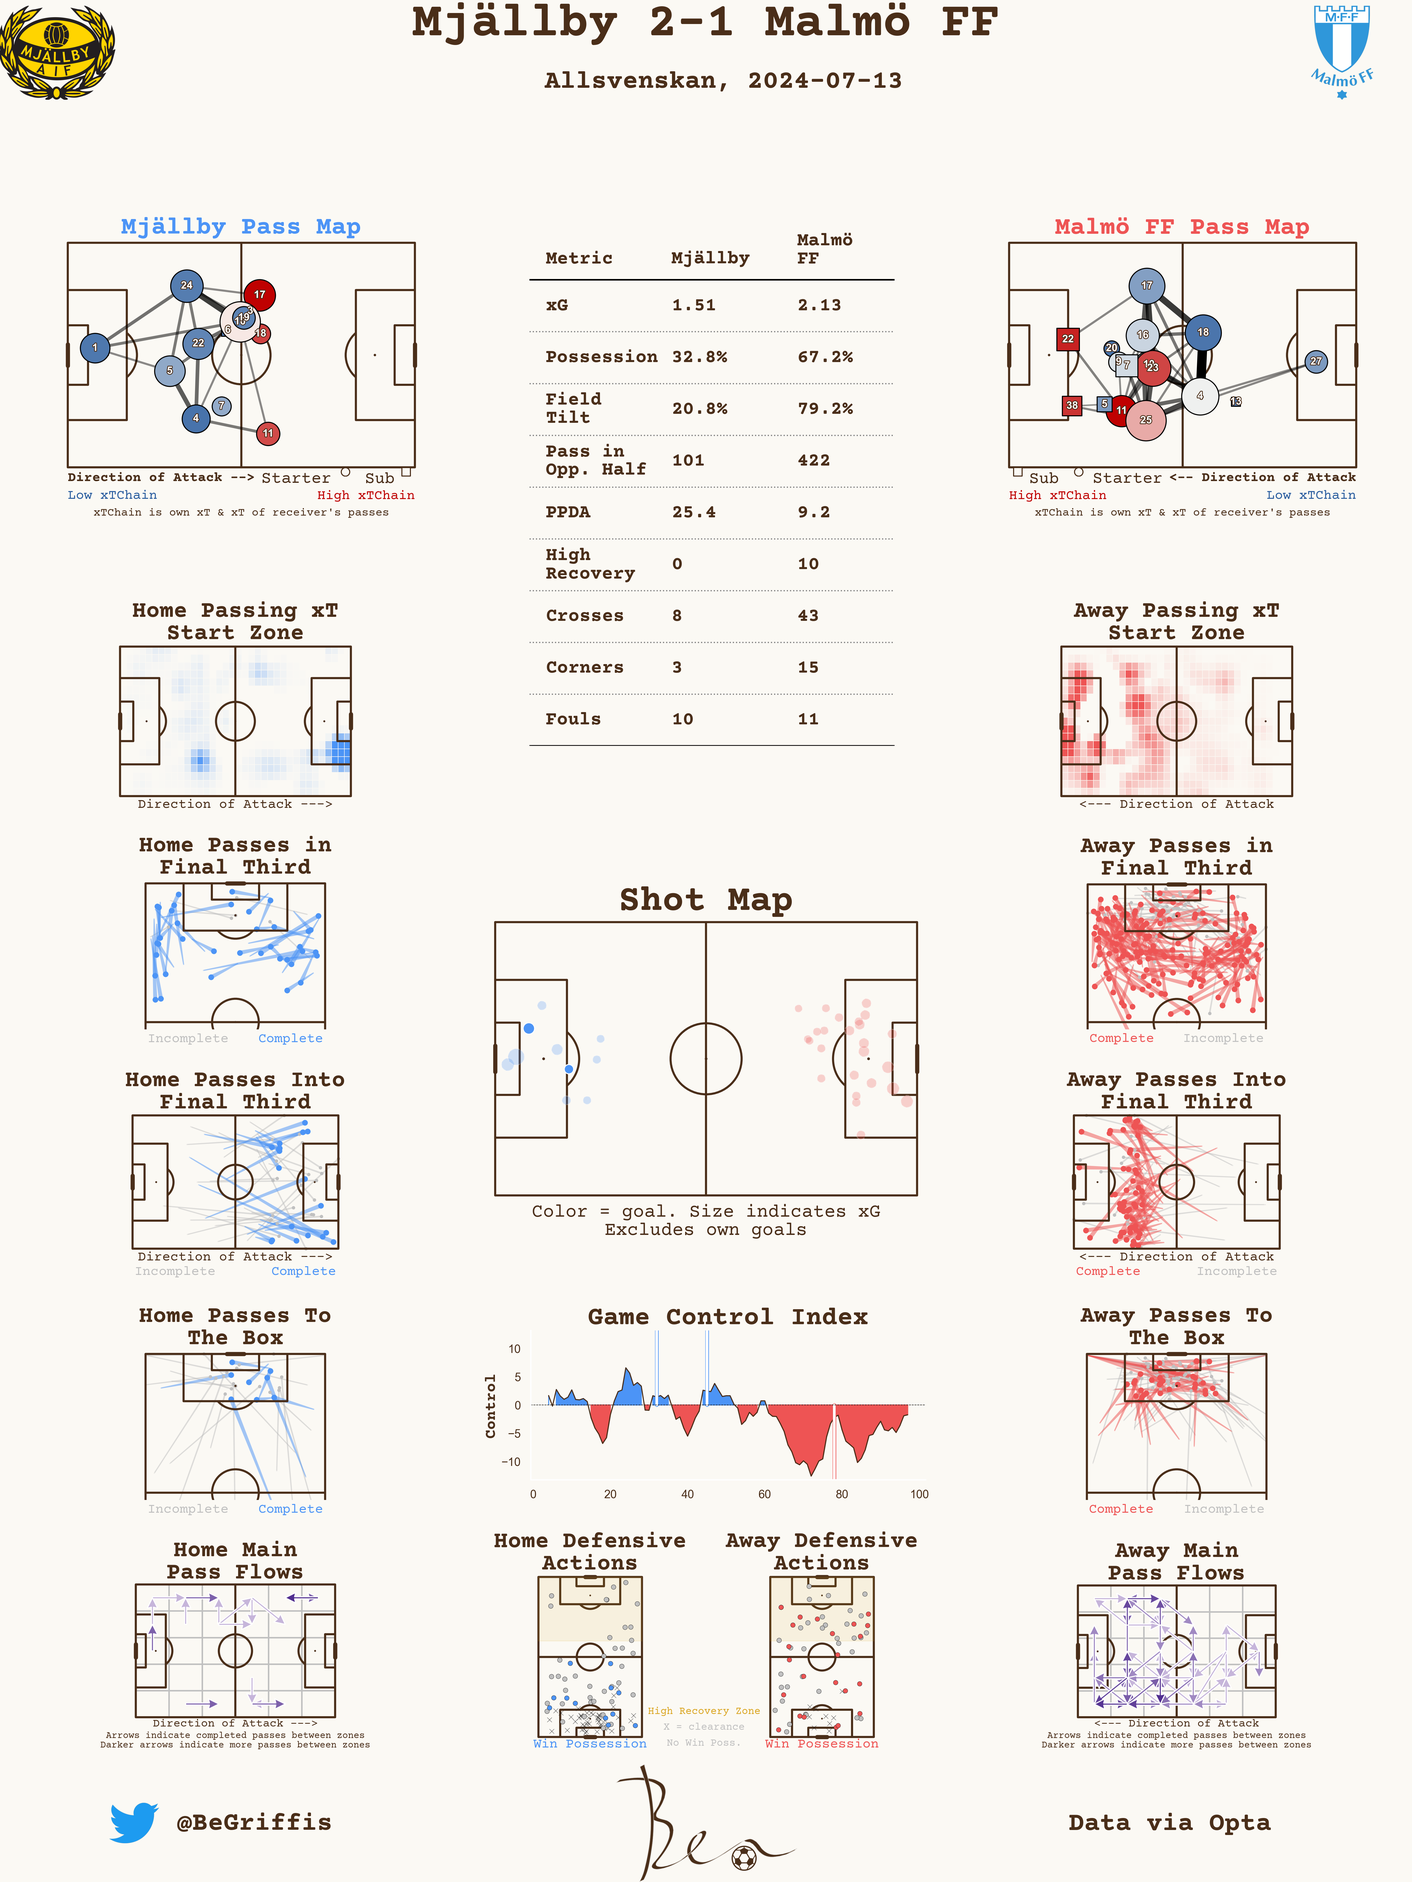 Mjällby 2-1 Malmö FF
Allsvenskan, 2024-07-13
MJÄLLBY
AIF
M·F·F
Malmö FF
Mjällby Pass Map
24
17
3
19
6
18
1
22
5
7
4
11
Direction of Attack --> Starter Sub
Low xTChain High xTChain
xTChain is own xT & xT of receiver's passes
Metric Mjällby Malmö FF
xG 1.51 2.13
Possession 32.8% 67.2%
Field Tilt 20.8% 79.2%
Pass in Opp. Half 101 422
PPDA 25.4 9.2
High Recovery 0 10
Crosses 8 43
Corners 3 15
Fouls 10 11
Malmö FF Pass Map
17
22
16
18
20
9
7
23
27
38
5
11
25
4
13
Sub Starter <-- Direction of Attack
High xTChain Low xTChain
xTChain is own xT & xT of receiver's passes
Home Passing xT
Start Zone
Direction of Attack --->
Away Passing xT
Start Zone
<--- Direction of Attack
Home Passes in
Final Third
Incomplete Complete
Away Passes in
Final Third
Complete Incomplete
Shot Map
Color = goal. Size indicates xG
Excludes own goals
Home Passes Into
Final Third
Direction of Attack --->
Incomplete Complete
Away Passes Into
Final Third
<--- Direction of Attack
Complete Incomplete
Home Passes To
The Box
Incomplete Complete
Game Control Index
Control
10
5
0
−5
−10
0 20 40 60 80 100
Away Passes To
The Box
Complete Incomplete
Home Main
Pass Flows
Direction of Attack --->
Arrows indicate completed passes between zones
Darker arrows indicate more passes between zones
Home Defensive
Actions
Win Possession
Away Defensive
Actions
Win Possession
High Recovery Zone
X = clearance
No Win Poss.
Away Main
Pass Flows
<--- Direction of Attack
Arrows indicate completed passes between zones
Darker arrows indicate more passes between zones
@BeGriffis
Ben
Data via Opta